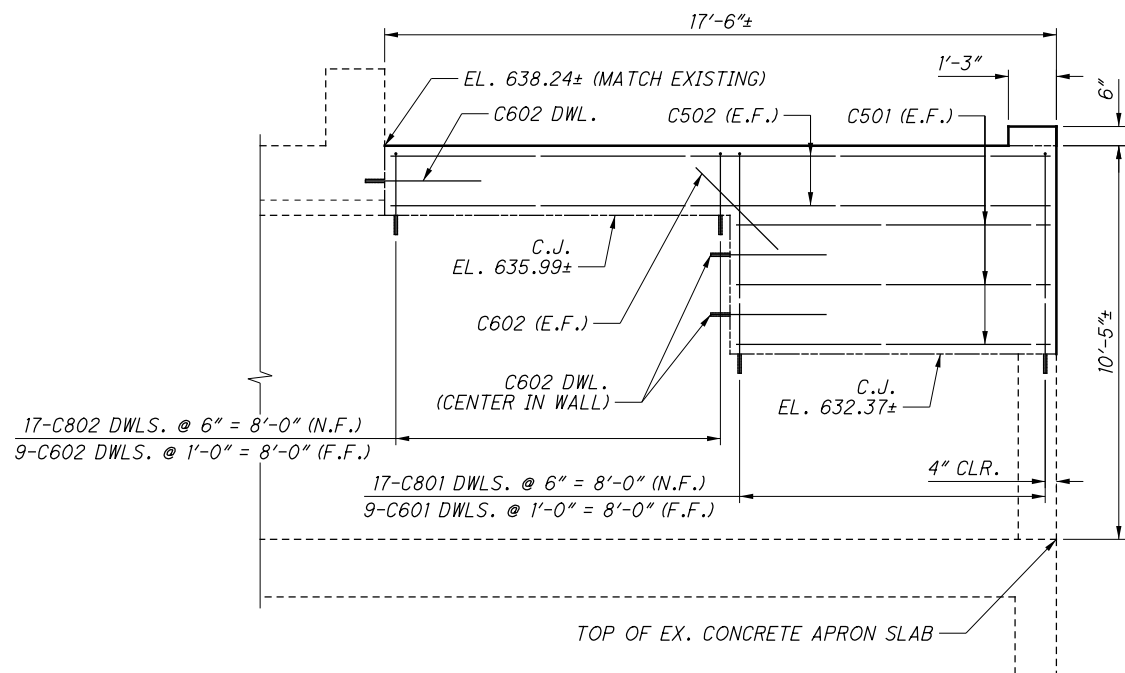 17'-6"±
1'-3"
6"
EL. 638.24± (MATCH EXISTING)
C602 DWL.
C502 (E.F.)
C501 (E.F.)
C.J.
EL. 635.99±
C602 (E.F.)
10'-5"±
C602 DWL.
(CENTER IN WALL)
C.J.
EL. 632.37±
17-C802 DWLS. @ 6" = 8'-0" (N.F.)
9-C602 DWLS. @ 1'-0" = 8'-0" (F.F.)
4" CLR.
17-C801 DWLS. @ 6" = 8'-0" (N.F.)
9-C601 DWLS. @ 1'-0" = 8'-0" (F.F.)
TOP OF EX. CONCRETE APRON SLAB